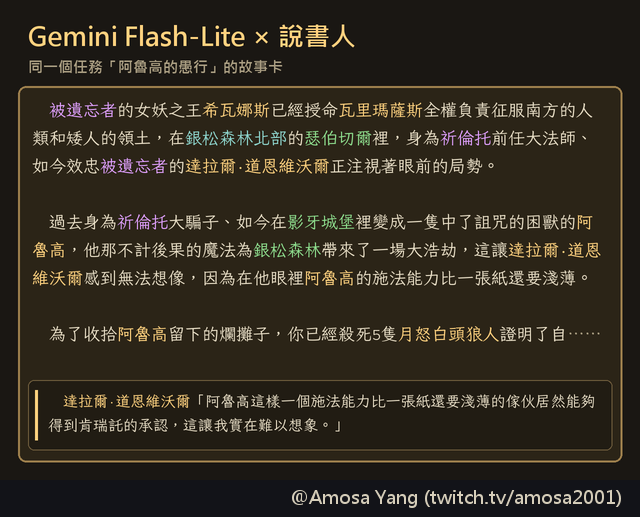 Gemini Flash-Lite × 說書人
同一個任務「阿魯高的愚行」的故事卡
被遺忘者的女妖之王希瓦娜斯已經授命瓦里瑪薩斯全權負責征服南方的人
類和矮人的領土，在銀松森林北部的瑟伯切爾裡，身為祈倫托前任大法師、
如今效忠被遺忘者的達拉爾·道恩維沃爾正注視著眼前的局勢。
過去身為祈倫托大騙子、如今在影牙城堡裡變成一隻中了詛咒的困獸的阿
魯高，他那不計後果的魔法為銀松森林帶來了一場大浩劫，這讓達拉爾·道恩
維沃爾感到無法想像，因為在他眼裡阿魯高的施法能力比一張紙還要淺薄。
為了收拾阿魯高留下的爛攤子，你已經殺死5隻月怒白頭狼人證明了自⋯⋯
達拉爾·道恩維沃爾「阿魯高這樣一個施法能力比一張紙還要淺薄的傢伙居然能夠
得到肯瑞託的承認，這讓我實在難以想象。」
@Amosa Yang (twitch.tv/amosa2001)